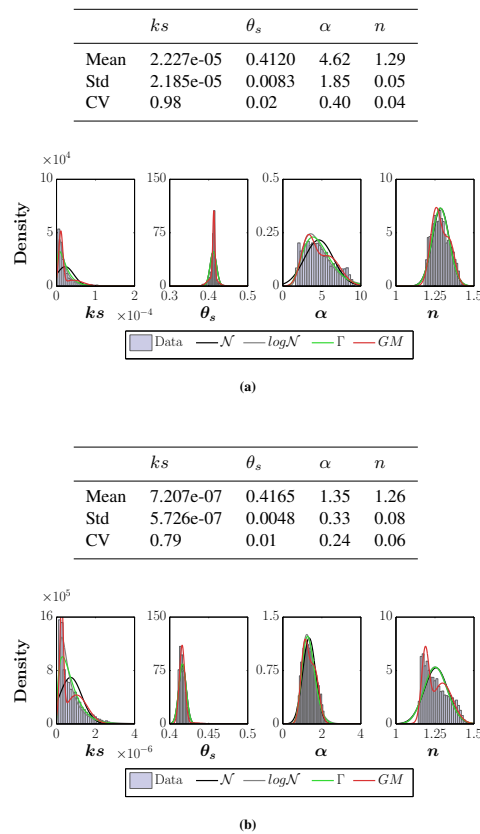 ks θs α n
Mean 2.227e-05 0.4120 4.62 1.29
Std 2.185e-05 0.0083 1.85 0.05
CV 0.98 0.02 0.40 0.04
×10^4
Density
10 5 0
0 1 2
ks ×10^-4
150 75 0
0.3 0.4 0.5
θs
0.5 0.25 0
0 5 10
α
10 5 0
1 1.25 1.5
n
Data N logN Γ GM
(a)
ks θs α n
Mean 7.207e-07 0.4165 1.35 1.26
Std 5.726e-07 0.0048 0.33 0.08
CV 0.79 0.01 0.24 0.06
×10^5
Density
16 8 0
0 2 4
ks ×10^-6
150 75 0
0.4 0.45 0.5
θs
1.5 0.75 0
0 2 4
α
10 5 0
1 1.25 1.5
n
Data N logN Γ GM
(b)